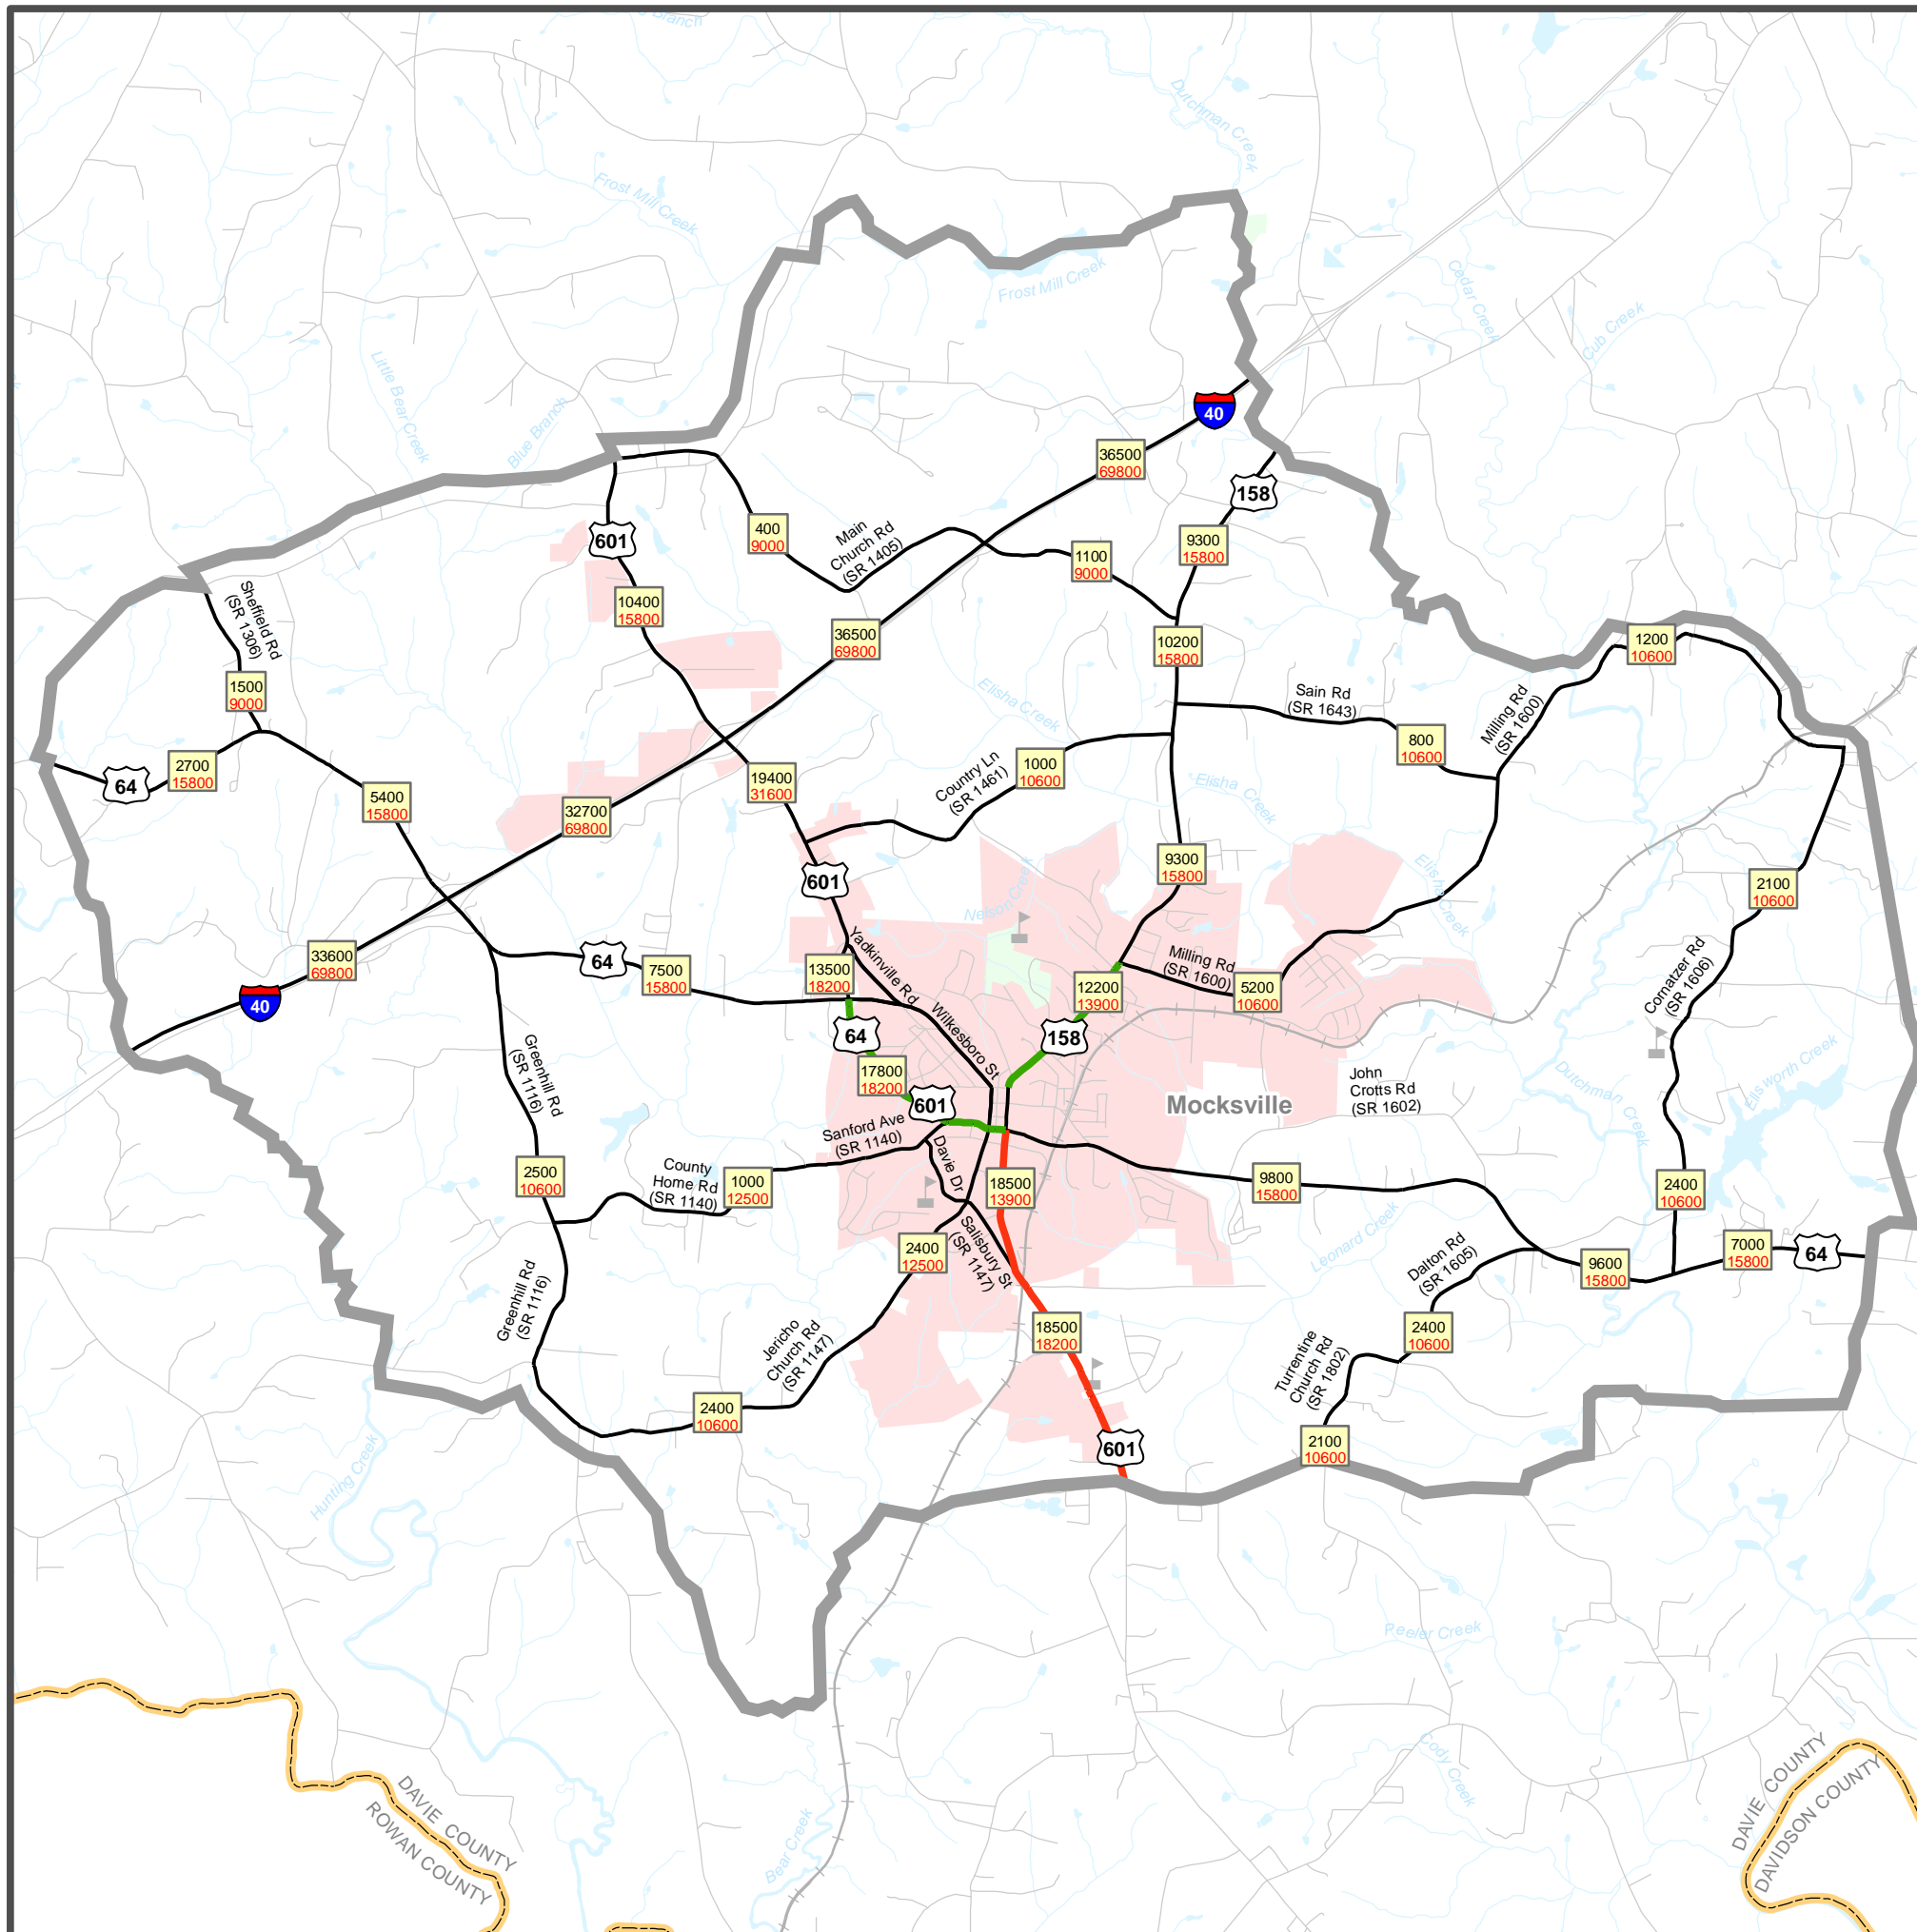 Branch
Dutchman Creek
Frost Mill Creek
Frost Mill Creek
Cedar Creek
Cub Creek
Little Bear Creek
Blue Branch
40
36500
69800
158
601
400
9000
Main
Church Rd
(SR 1405)
1100
9000
9300
15800
Sheffield Rd
(SR 1306)
10400
15800
36500
69800
10200
15800
1200
10600
1500
9000
Elisha Creek
Sain Rd
(SR 1643)
Milling Rd
(SR 1600)
800
10600
64
2700
15800
5400
15800
19400
31600
Country Ln
(SR 1461)
1000
10600
Elisha Creek
32700
69800
601
9300
15800
Elisha Creek
2100
10600
Nelson Creek
Yadkinville Rd
33600
69800
40
64
7500
15800
13500
18200
12200
13900
Milling Rd
(SR 1600)
5200
10600
Cornatzer Rd
(SR 1606)
Wilkesboro St
64
158
Greenhill Rd
(SR 1116)
17800
18200
601
Mocksville
John
Crotts Rd
(SR 1602)
Dutchman Creek
Ellsworth Creek
Sanford Ave
(SR 1140)
Davie Dr
2500
10600
County
Home Rd
(SR 1140)
1000
12500
18500
13900
9800
15800
2400
10600
Salisbury St
(SR 1147)
Leonard Creek
2400
12500
Dalton Rd
(SR 1605)
9600
15800
7000
15800
64
Greenhill Rd
(SR 1116)
Jericho
Church Rd
(SR 1147)
18500
18200
2400
10600
Turrentine
Church Rd
(SR 1802)
2400
10600
601
2100
10600
Hunting Creek
Peeler Creek
Cody Creek
Bear Creek
DAVIE COUNTY
ROWAN COUNTY
DAVIE COUNTY
DAVIDSON COUNTY